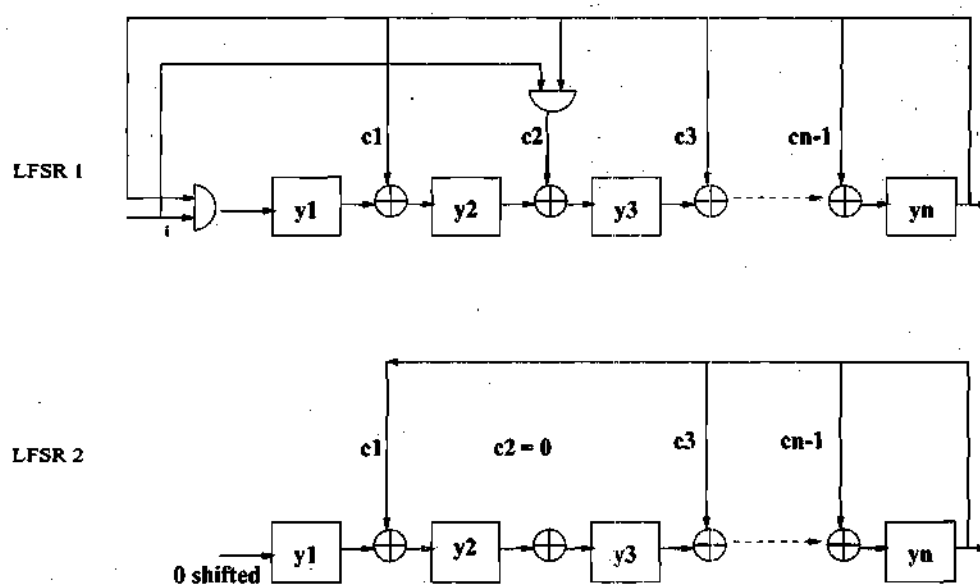 c1
c2
c3
cn-1
LFSR 1
y1
y2
y3
yn
i
c1
c2 = 0
c3
cn-1
LFSR 2
y1
y2
y3
yn
0 shifted